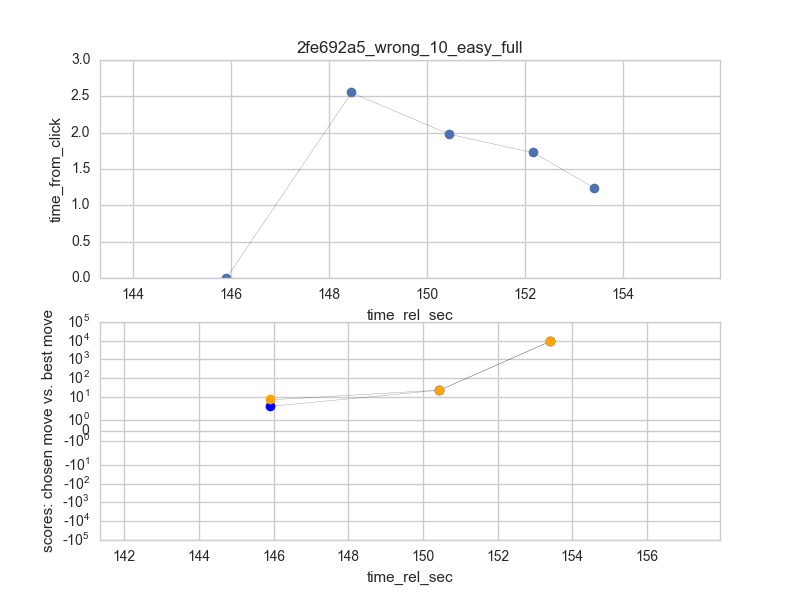 2fe692a5_wrong_10_easy_full
time_from_click
3.0
2.5
2.0
1.5
1.0
0.5
0.0
144 146 148 150 152 154
time_rel_sec
scores: chosen move vs. best move
10^5
10^4
10^3
10^2
10^1
10^0
0
-10^0
-10^1
-10^2
-10^3
-10^4
-10^5
142 144 146 148 150 152 154 156
time_rel_sec